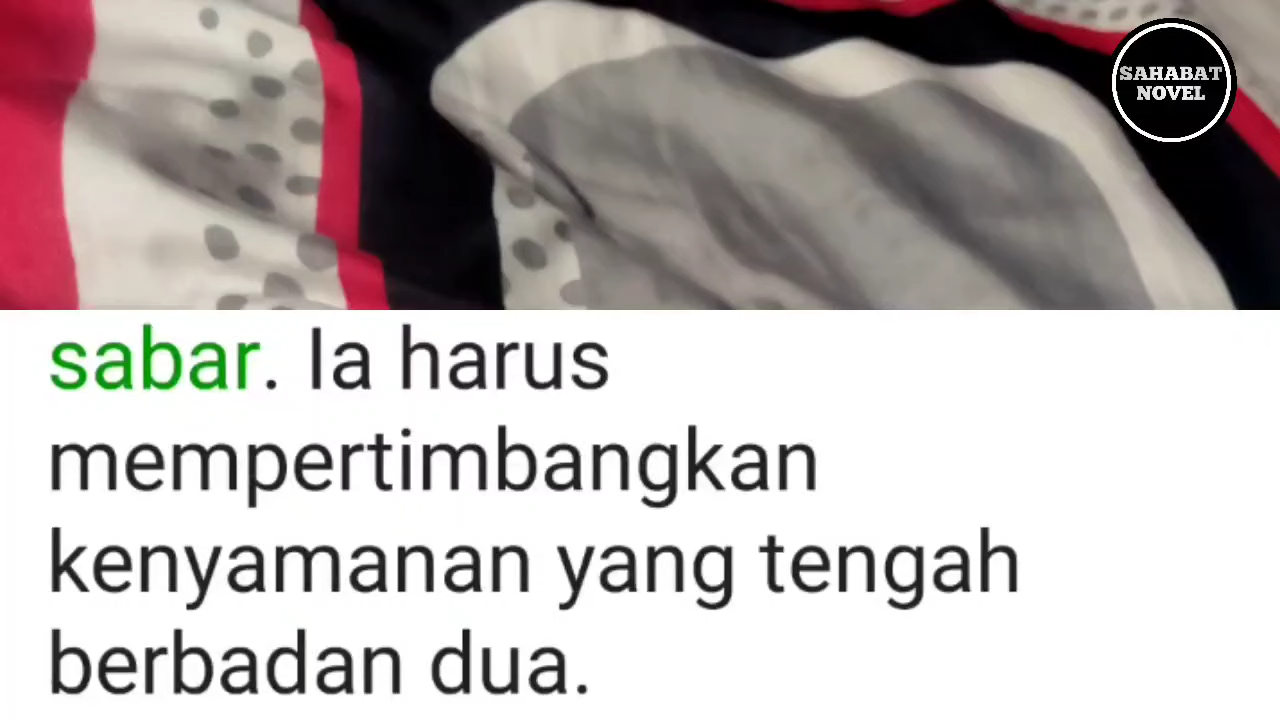 SAHABAT
NOVEL
sabar. Ia harus
mempertimbangkan
kenyamanan yang tengah
berbadan dua.